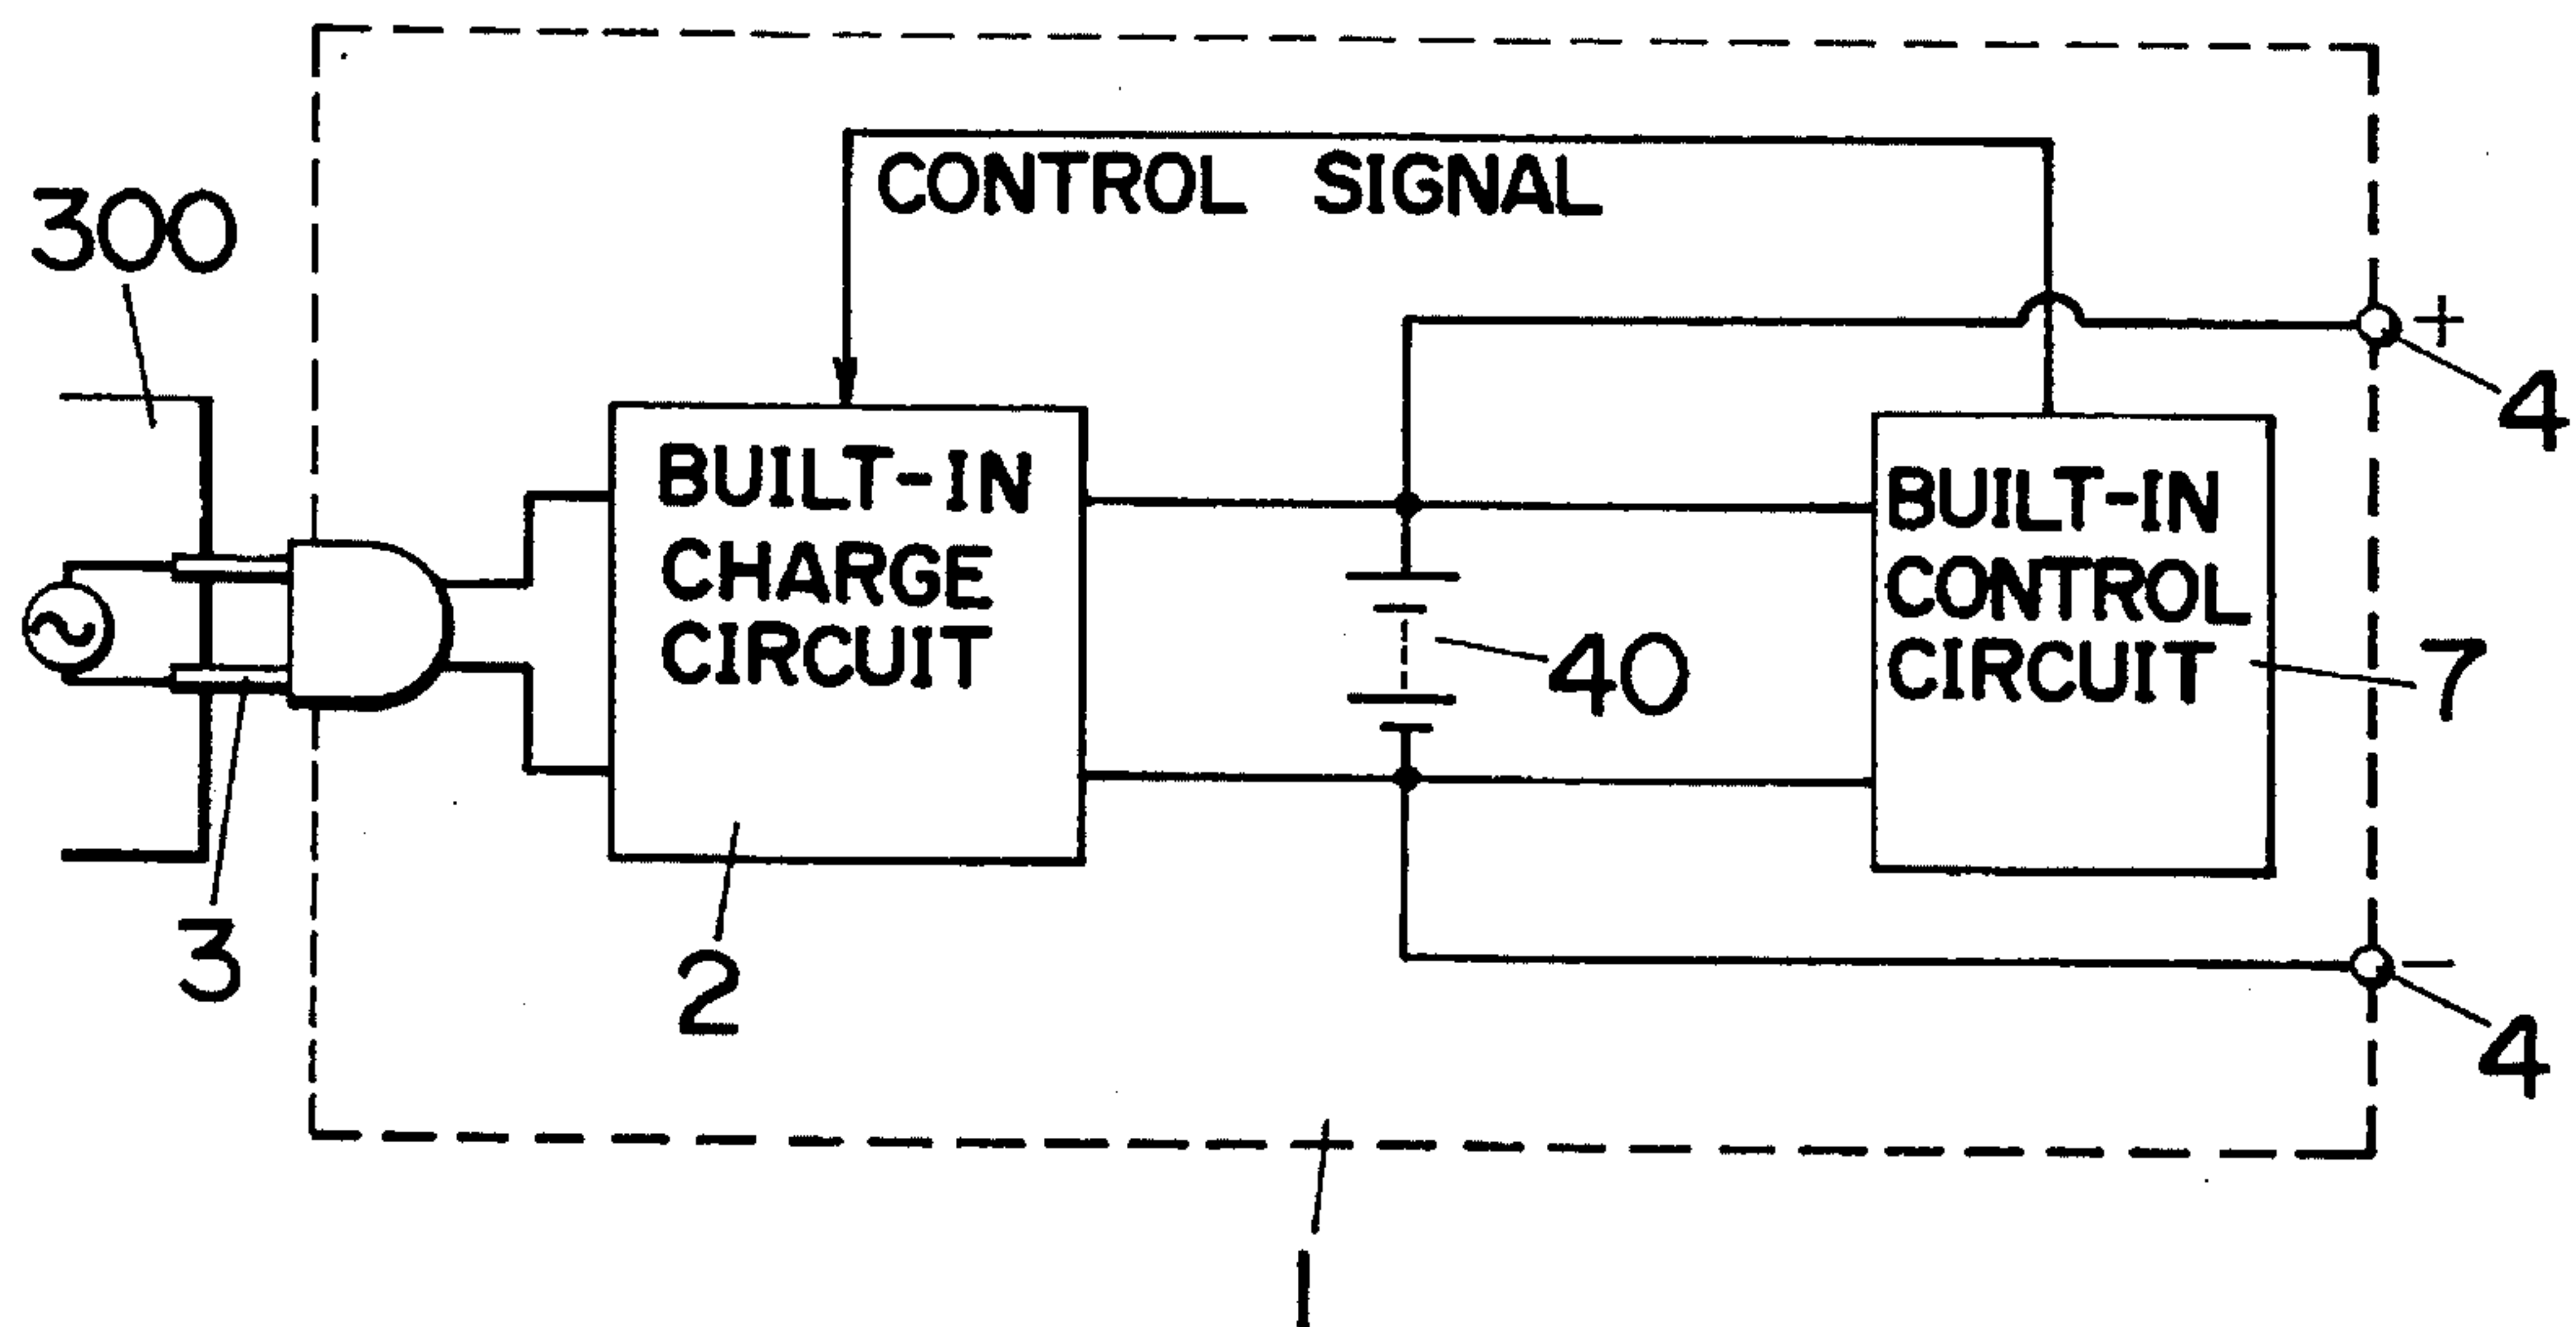 CONTROL SIGNAL
300
+
4
BUILT-IN
CHARGE
CIRCUIT
BUILT-IN
CONTROL
CIRCUIT
40
7
3
2
−
4
1